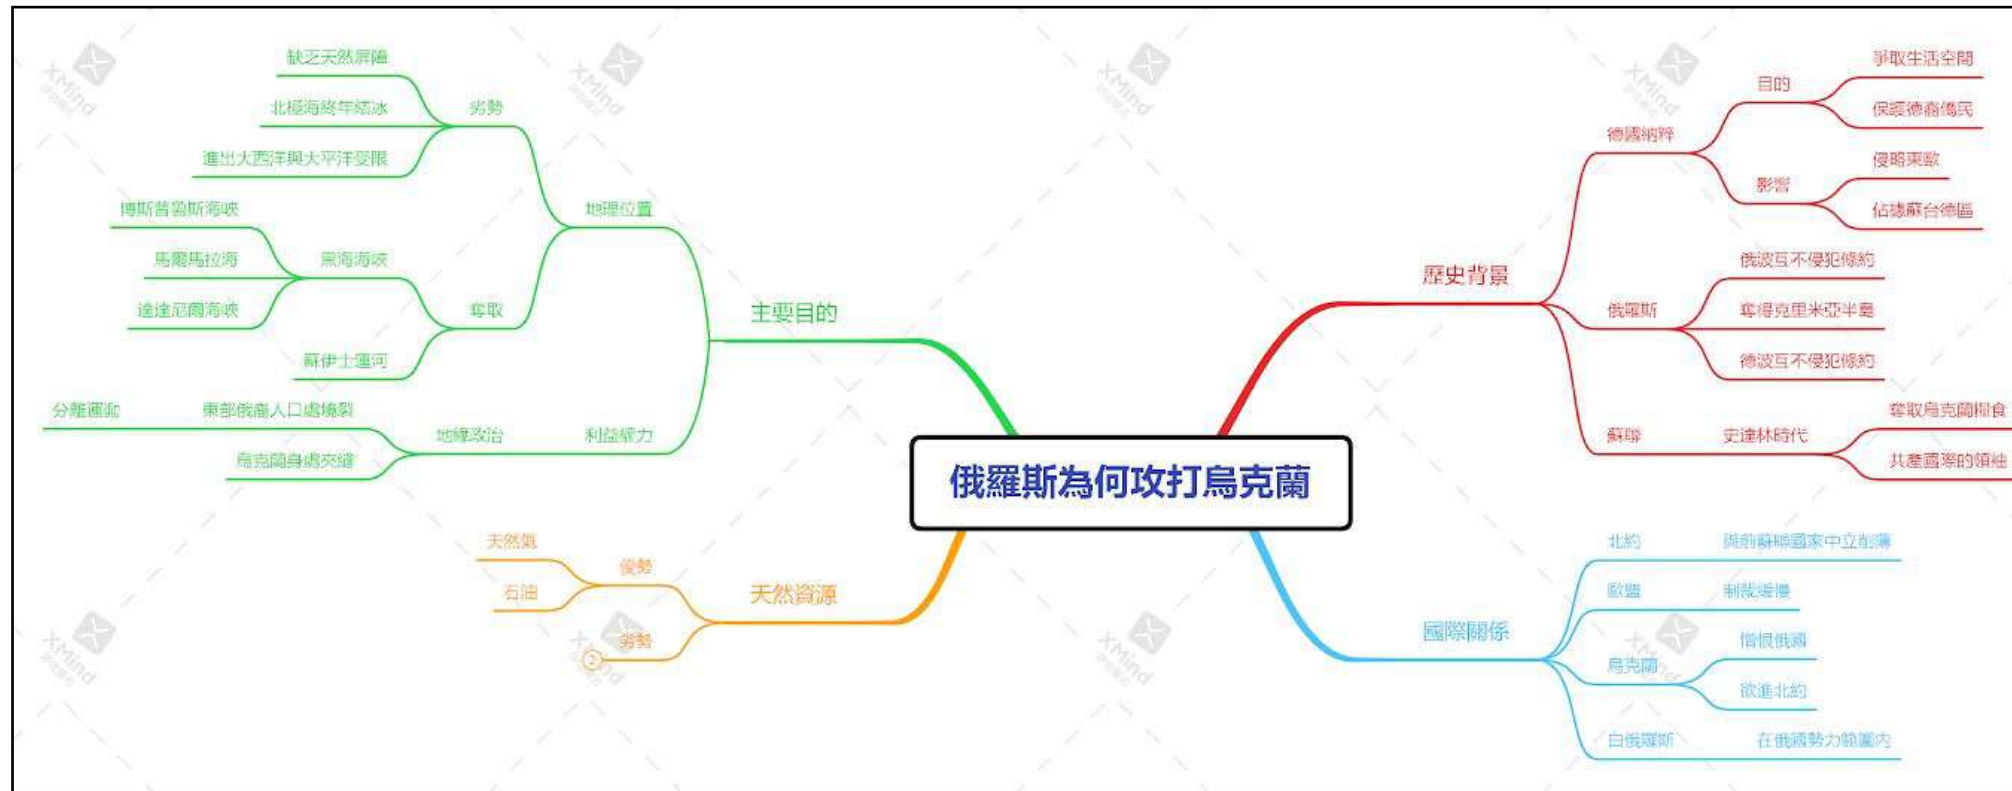 俄羅斯為何攻打烏克蘭
歷史背景
德國納粹
目的
爭取生活空間
保經德裔僑民
影響
侵略東歐
佔據蘇台德區
俄羅斯
俄波互不侵犯條約
奪得克里米亞半島
德波互不侵犯條約
蘇聯
史達林時代
奪取烏克蘭糧食
共產國際的領袖
國際關係
北約
與前蘇聯國家中立削薄
歐盟
制裁緩慢
烏克蘭
憎恨俄國
欲進北約
白俄羅斯
在俄國勢力範圍內
主要目的
地理位置
劣勢
缺乏天然屏障
北極海終年結冰
進出大西洋與大平洋受限
奪取
黑海海峽
博斯普魯斯海峽
馬爾馬拉海
達達尼爾海峽
蘇伊士運河
利益權力
地緣政治
東部俄裔人口處境裂
分離運動
烏克蘭身處夾縫
天然資源
優勢
天然氣
石油
劣勢
2
XMind
XMind
XMind
XMind
XMind
XMind
XMind
XMind